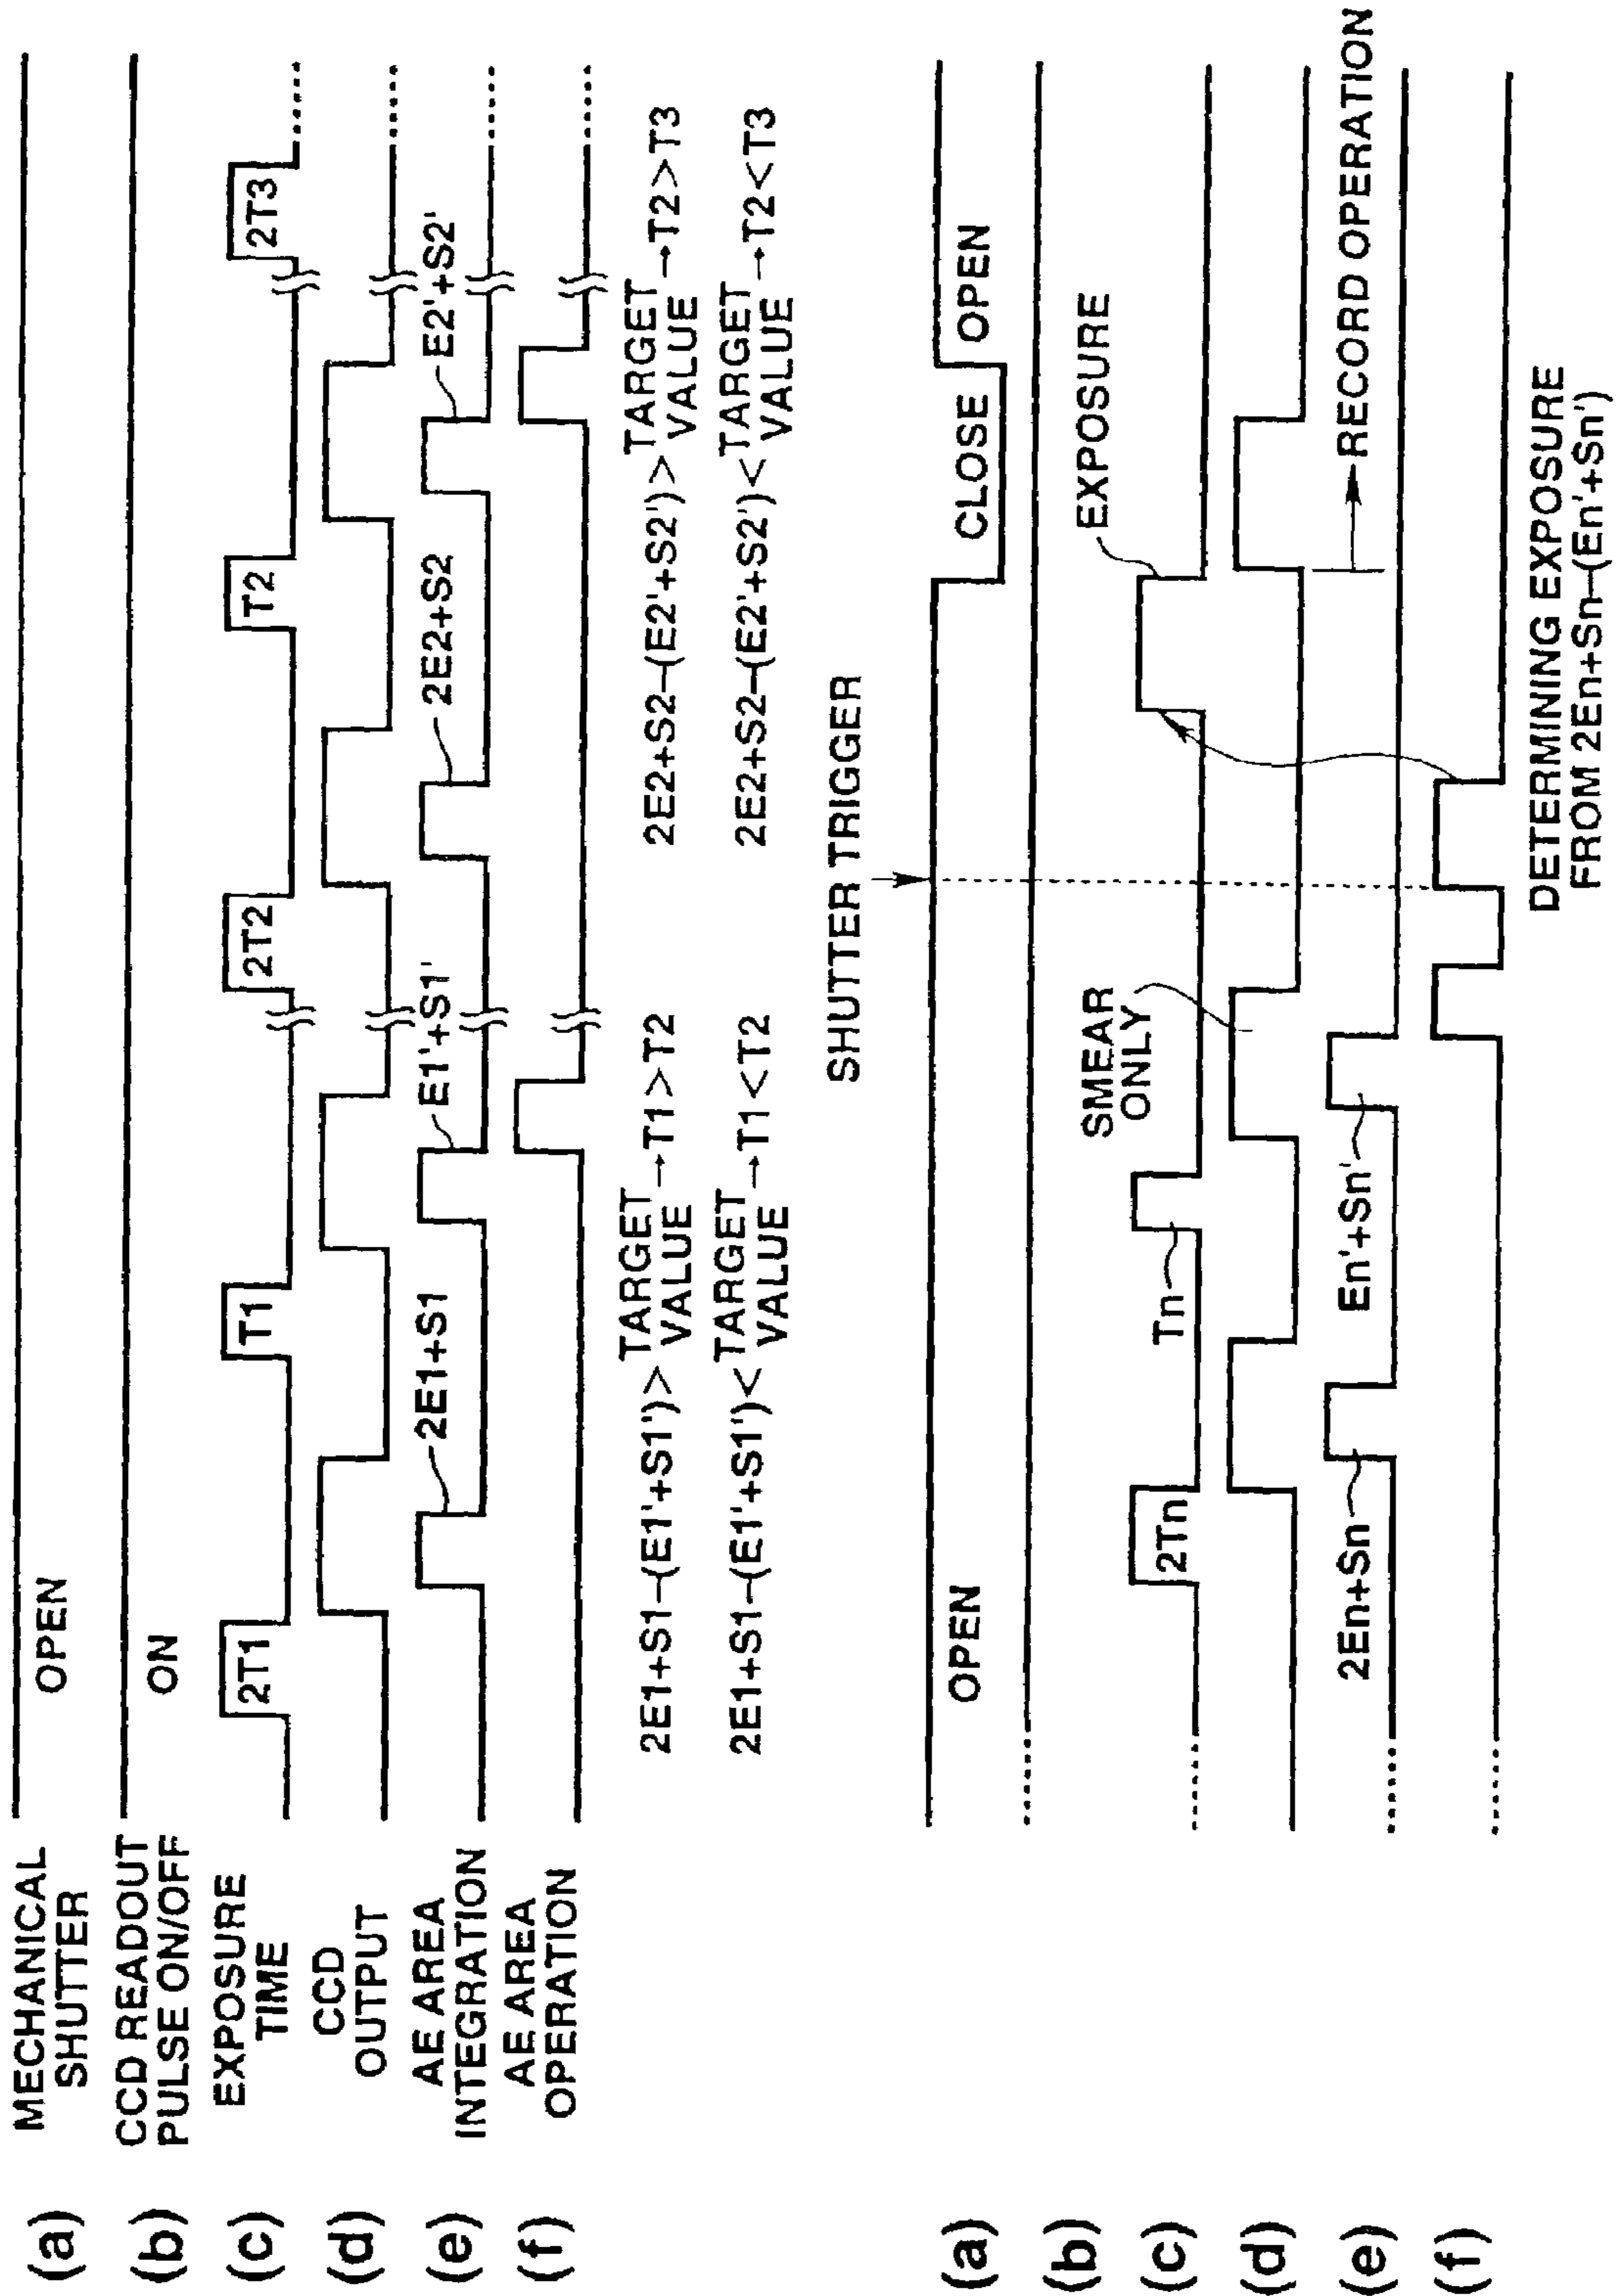 (a) MECHANICAL
SHUTTER
OPEN
(b) CCD READOUT
PULSE ON/OFF
ON
(c) EXPOSURE
TIME
2T1
T1
2T2
T2
2T3
(d) CCD
OUTPUT
(e) AE AREA
INTEGRATION
2E1+S1
E1'+S1'
2E2+S2
E2'+S2'
(f) AE AREA
OPERATION
2E1+S1-(E1'+S1')>TARGET VALUE→T1>T2
2E1+S1-(E1'+S1')<TARGET VALUE→T1<T2
2E2+S2-(E2'+S2')>TARGET VALUE→T2>T3
2E2+S2-(E2'+S2')<TARGET VALUE→T2<T3
SHUTTER TRIGGER
(a)
OPEN
CLOSE
OPEN
(b)
(c)
2Tn
Tn
EXPOSURE
(d)
SMEAR
ONLY
(e)
2En+Sn
En'+Sn'
RECORD OPERATION
(f)
DETERMINING EXPOSURE
FROM 2En+Sn-(En'+Sn')